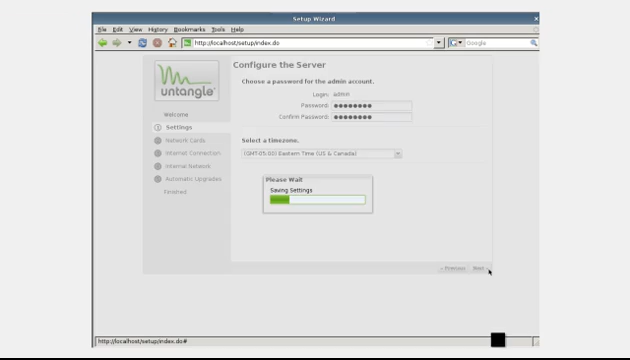 Setup Wizard
File Edit View History Bookmarks Tools Help
http://localhost/setup/index.do
Google
Configure the Server
Choose a password for the admin account.
untangle
Login: admin
Password:
Confirm Password:
Welcome
1 Settings
Network Cards
Internet Connection
Internal Network
Automatic Upgrades
Finished
Select a timezone.
(GMT-05:00) Eastern Time (US & Canada)
Please Wait
Saving Settings
Previous Next
http://localhost/setup/index.do#